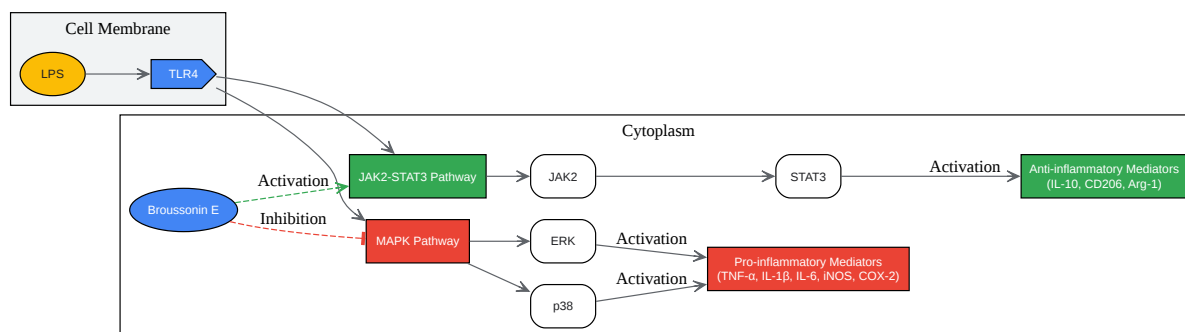 Cell Membrane
LPS
TLR4
Cytoplasm
Activation
JAK2-STAT3 Pathway
JAK2
STAT3
Activation
Anti-inflammatory Mediators
(IL-10, CD206, Arg-1)
Broussonin E
Inhibition
MAPK Pathway
ERK
Activation
Pro-inflammatory Mediators
(TNF-α, IL-1β, IL-6, iNOS, COX-2)
Activation
p38